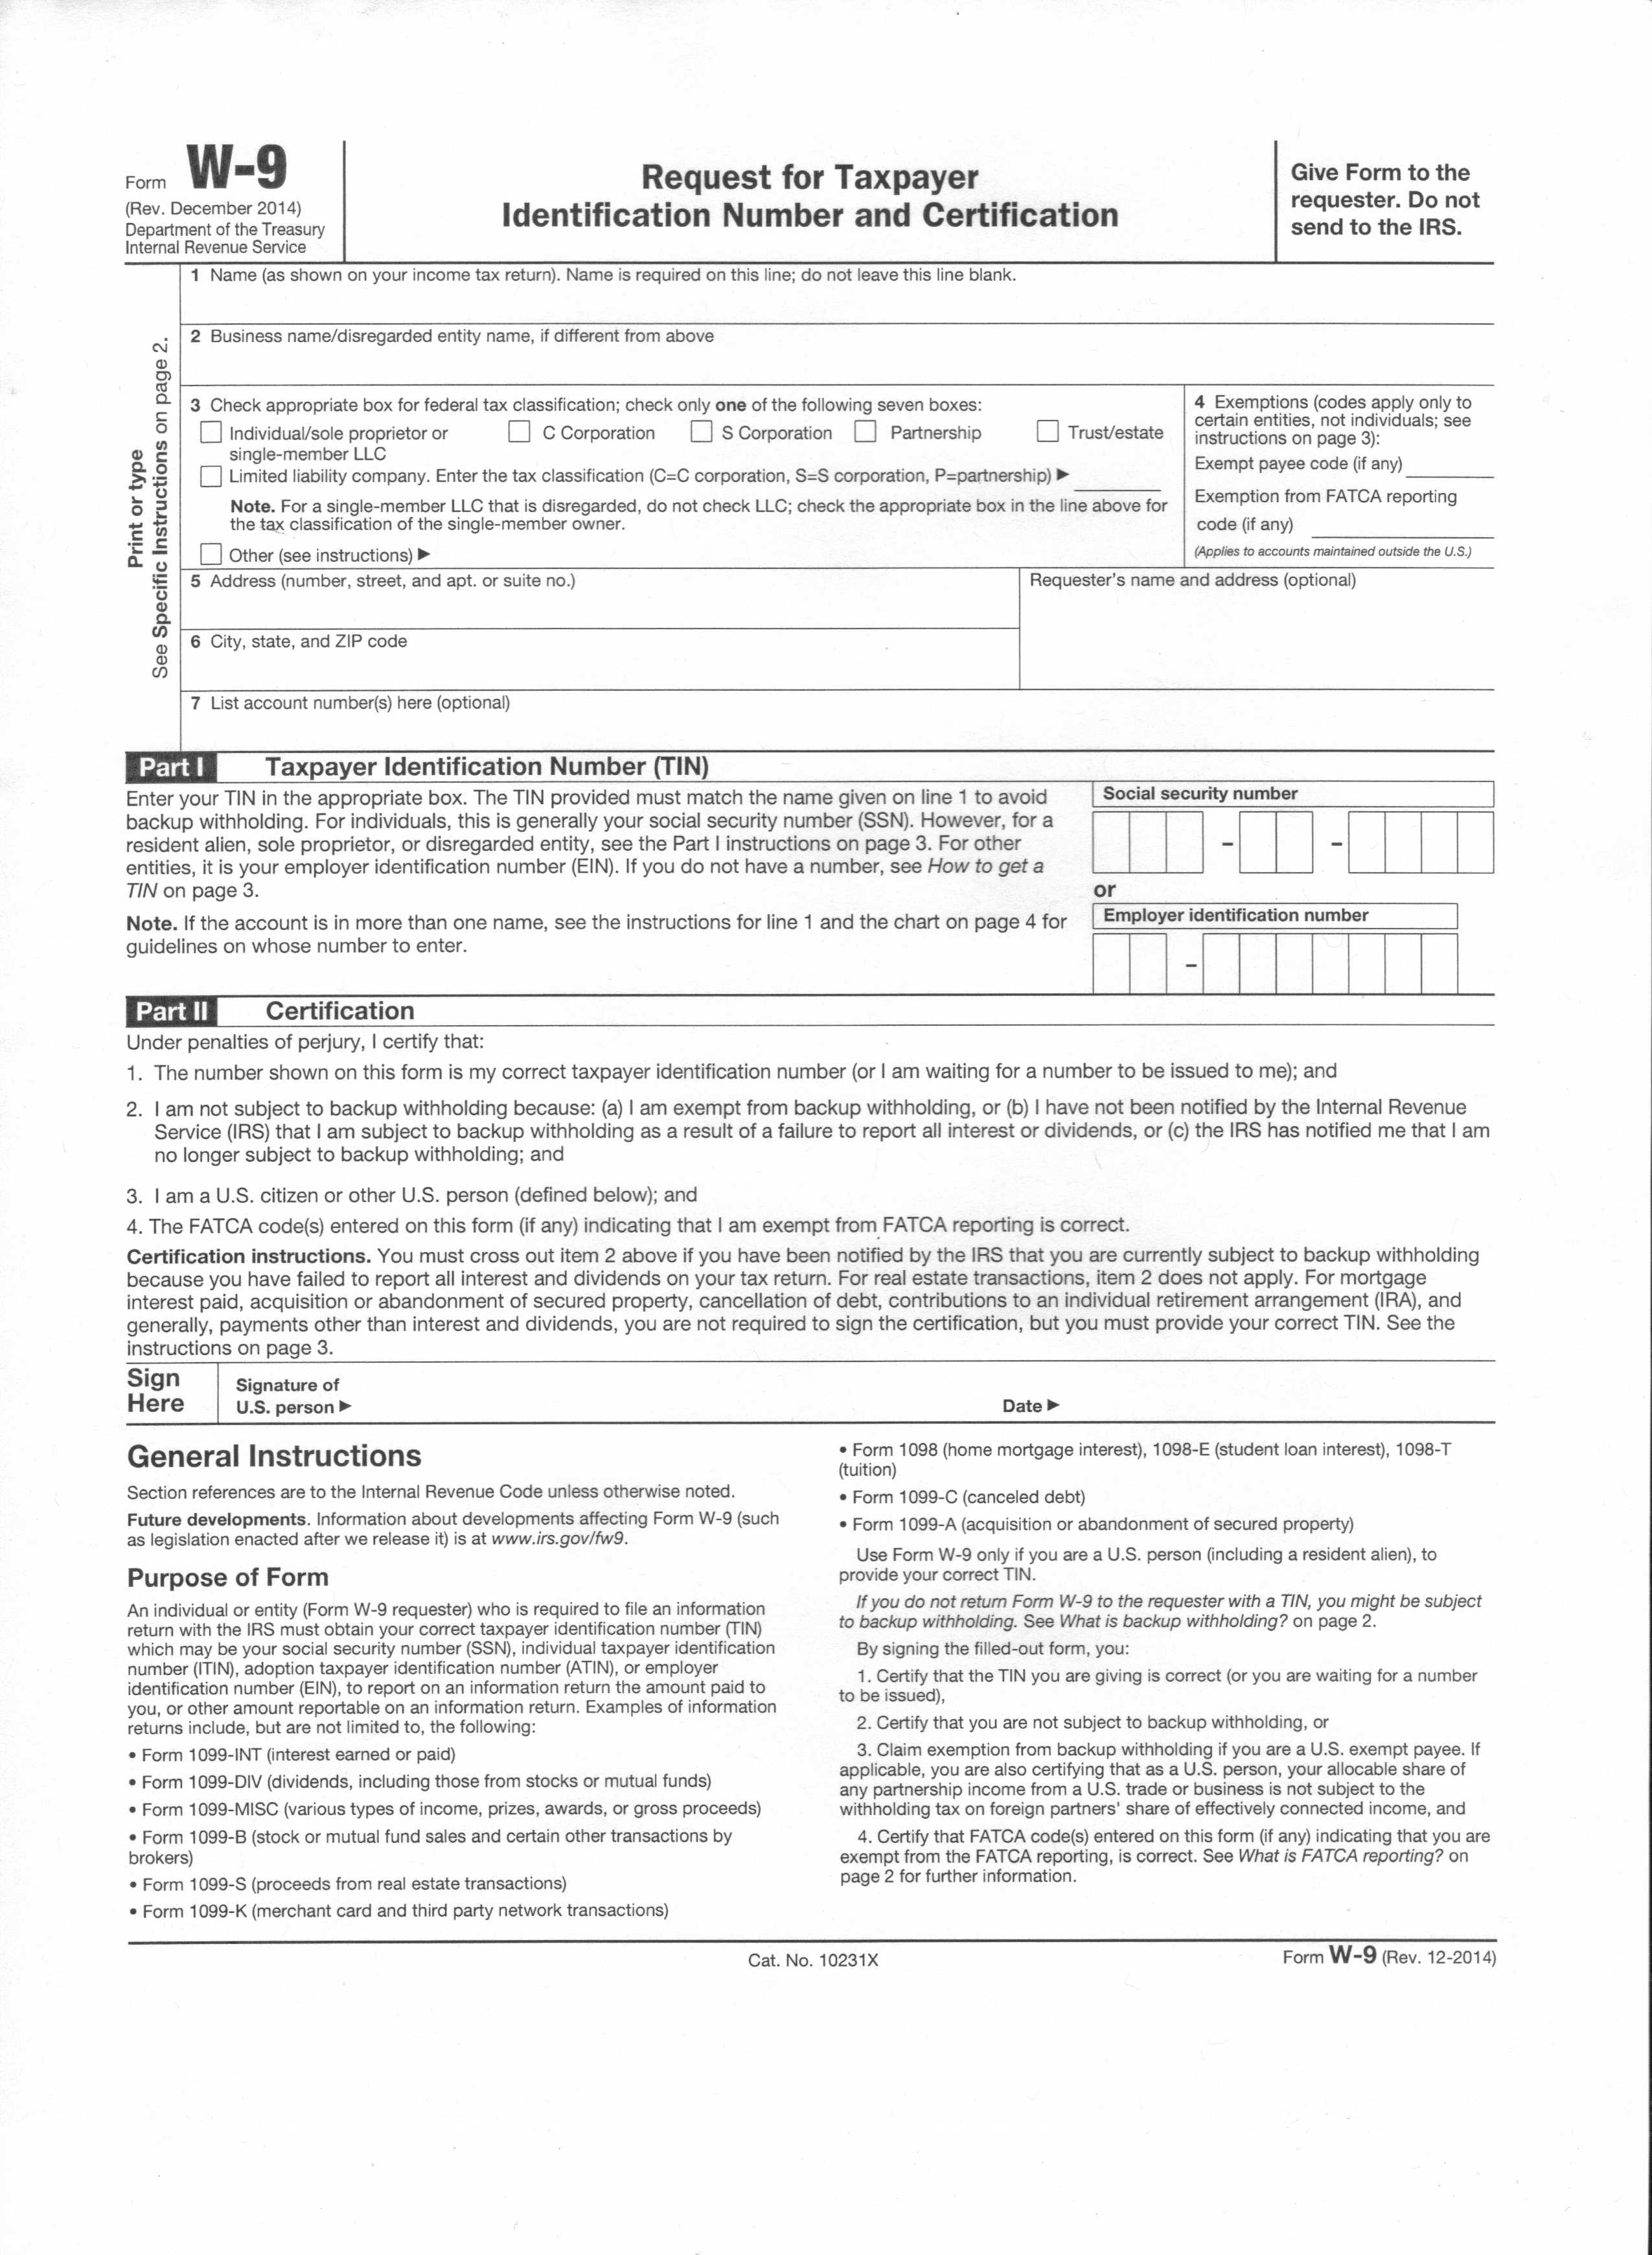 Form W-9
(Rev. December 2014)
Department of the Treasury
Internal Revenue Service
Request for Taxpayer
Identification Number and Certification
Give Form to the
requester. Do not
send to the IRS.
Print or type
See Specific Instructions on page 2.
1 Name (as shown on your income tax return). Name is required on this line; do not leave this line blank.
2 Business name/disregarded entity name, if different from above
3 Check appropriate box for federal tax classification; check only one of the following seven boxes:
Individual/sole proprietor or C Corporation S Corporation Partnership Trust/estate
single-member LLC
Limited liability company. Enter the tax classification (C=C corporation, S=S corporation, P=partnership) ▶
Note. For a single-member LLC that is disregarded, do not check LLC; check the appropriate box in the line above for
the tax classification of the single-member owner.
Other (see instructions) ▶
4 Exemptions (codes apply only to
certain entities, not individuals; see
instructions on page 3):
Exempt payee code (if any)
Exemption from FATCA reporting
code (if any)
(Applies to accounts maintained outside the U.S.)
5 Address (number, street, and apt. or suite no.)
Requester's name and address (optional)
6 City, state, and ZIP code
7 List account number(s) here (optional)
Part I Taxpayer Identification Number (TIN)
Enter your TIN in the appropriate box. The TIN provided must match the name given on line 1 to avoid
backup withholding. For individuals, this is generally your social security number (SSN). However, for a
resident alien, sole proprietor, or disregarded entity, see the Part I instructions on page 3. For other
entities, it is your employer identification number (EIN). If you do not have a number, see How to get a
TIN on page 3.
Note. If the account is in more than one name, see the instructions for line 1 and the chart on page 4 for
guidelines on whose number to enter.
Social security number
- -
or
Employer identification number
-
Part II Certification
Under penalties of perjury, I certify that:
1. The number shown on this form is my correct taxpayer identification number (or I am waiting for a number to be issued to me); and
2. I am not subject to backup withholding because: (a) I am exempt from backup withholding, or (b) I have not been notified by the Internal Revenue
Service (IRS) that I am subject to backup withholding as a result of a failure to report all interest or dividends, or (c) the IRS has notified me that I am
no longer subject to backup withholding; and
3. I am a U.S. citizen or other U.S. person (defined below); and
4. The FATCA code(s) entered on this form (if any) indicating that I am exempt from FATCA reporting is correct.
Certification instructions. You must cross out item 2 above if you have been notified by the IRS that you are currently subject to backup withholding
because you have failed to report all interest and dividends on your tax return. For real estate transactions, item 2 does not apply. For mortgage
interest paid, acquisition or abandonment of secured property, cancellation of debt, contributions to an individual retirement arrangement (IRA), and
generally, payments other than interest and dividends, you are not required to sign the certification, but you must provide your correct TIN. See the
instructions on page 3.
Sign
Here
Signature of
U.S. person ▶
Date ▶
General Instructions
Section references are to the Internal Revenue Code unless otherwise noted.
Future developments. Information about developments affecting Form W-9 (such
as legislation enacted after we release it) is at www.irs.gov/fw9.
Purpose of Form
An individual or entity (Form W-9 requester) who is required to file an information
return with the IRS must obtain your correct taxpayer identification number (TIN)
which may be your social security number (SSN), individual taxpayer identification
number (ITIN), adoption taxpayer identification number (ATIN), or employer
identification number (EIN), to report on an information return the amount paid to
you, or other amount reportable on an information return. Examples of information
returns include, but are not limited to, the following:
• Form 1099-INT (interest earned or paid)
• Form 1099-DIV (dividends, including those from stocks or mutual funds)
• Form 1099-MISC (various types of income, prizes, awards, or gross proceeds)
• Form 1099-B (stock or mutual fund sales and certain other transactions by
brokers)
• Form 1099-S (proceeds from real estate transactions)
• Form 1099-K (merchant card and third party network transactions)
• Form 1098 (home mortgage interest), 1098-E (student loan interest), 1098-T
(tuition)
• Form 1099-C (canceled debt)
• Form 1099-A (acquisition or abandonment of secured property)
Use Form W-9 only if you are a U.S. person (including a resident alien), to
provide your correct TIN.
If you do not return Form W-9 to the requester with a TIN, you might be subject
to backup withholding. See What is backup withholding? on page 2.
By signing the filled-out form, you:
1. Certify that the TIN you are giving is correct (or you are waiting for a number
to be issued),
2. Certify that you are not subject to backup withholding, or
3. Claim exemption from backup withholding if you are a U.S. exempt payee. If
applicable, you are also certifying that as a U.S. person, your allocable share of
any partnership income from a U.S. trade or business is not subject to the
withholding tax on foreign partners' share of effectively connected income, and
4. Certify that FATCA code(s) entered on this form (if any) indicating that you are
exempt from the FATCA reporting, is correct. See What is FATCA reporting? on
page 2 for further information.
Cat. No. 10231X
Form W-9 (Rev. 12-2014)